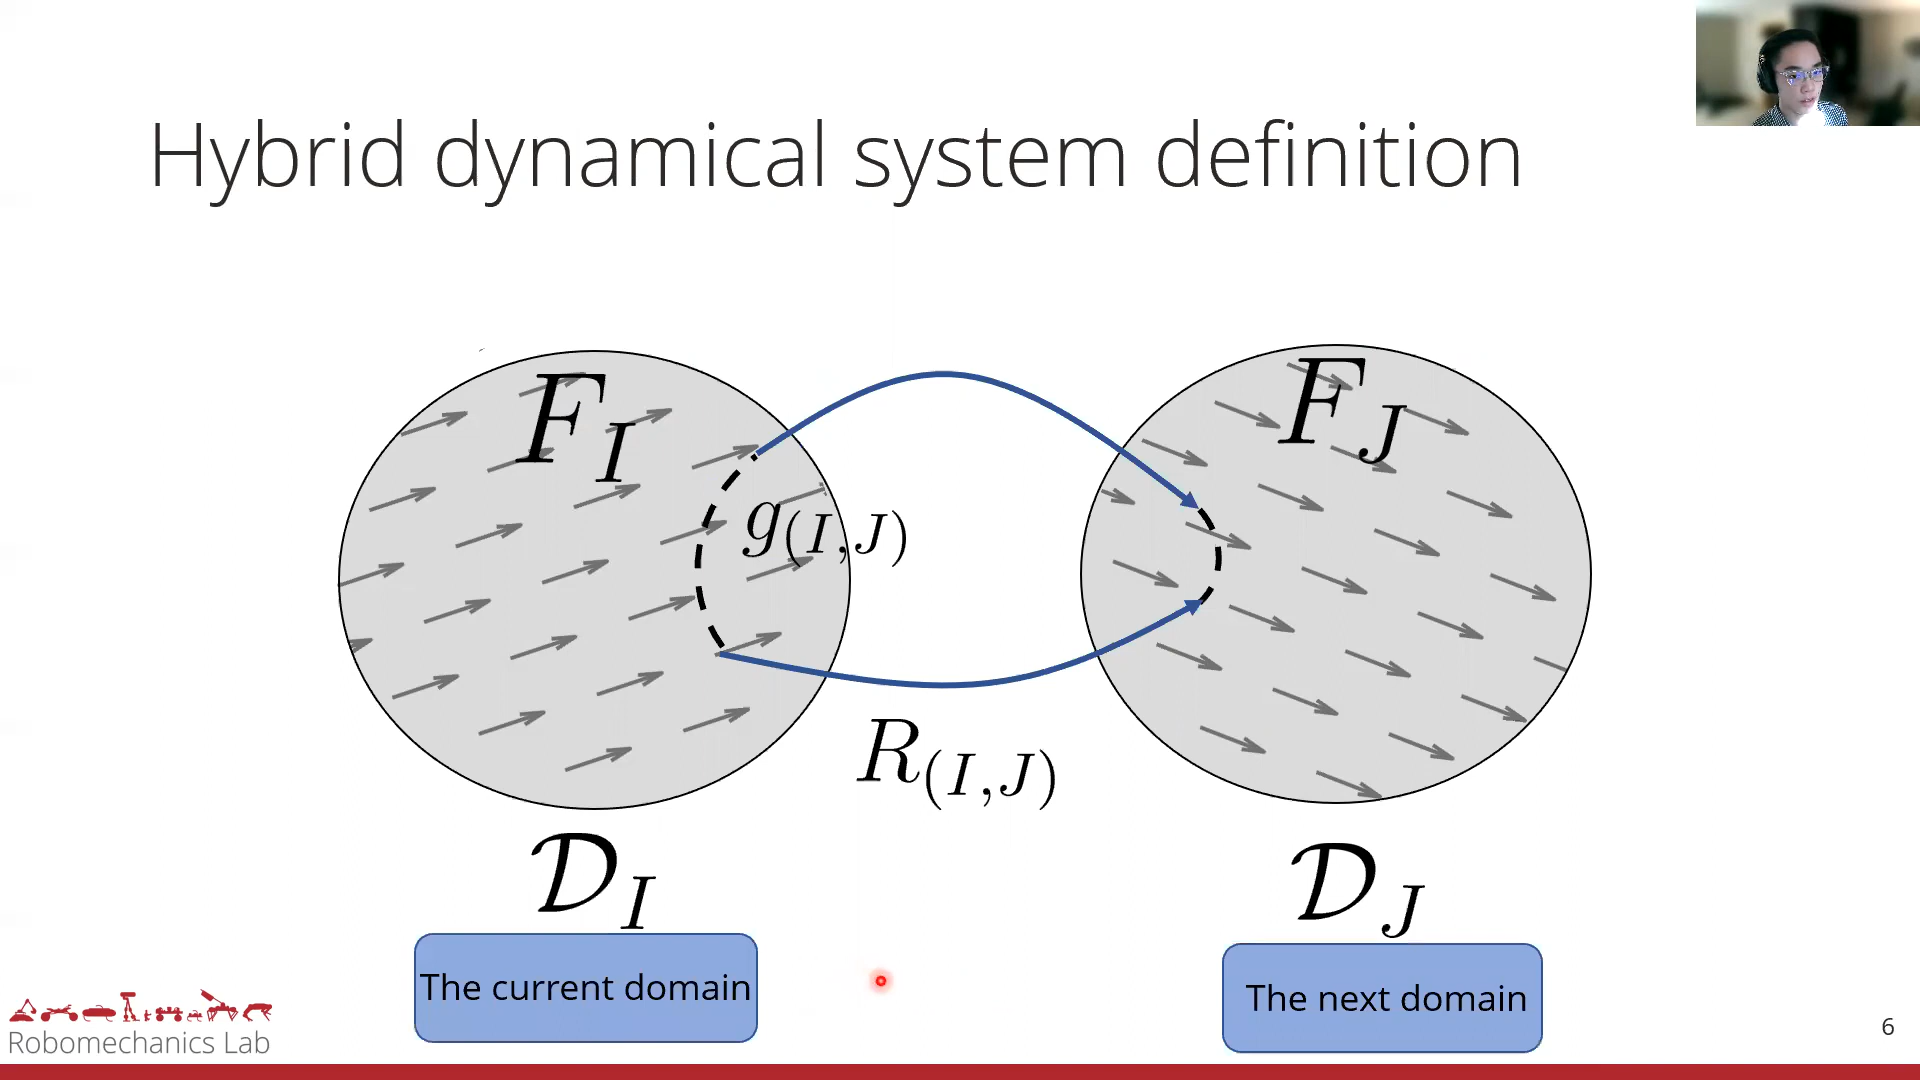 Hybrid dynamical system definition
F_I
F_J
g_(I,J)
R_(I,J)
𝒟_I
𝒟_J
The current domain
The next domain
Robomechanics Lab
6